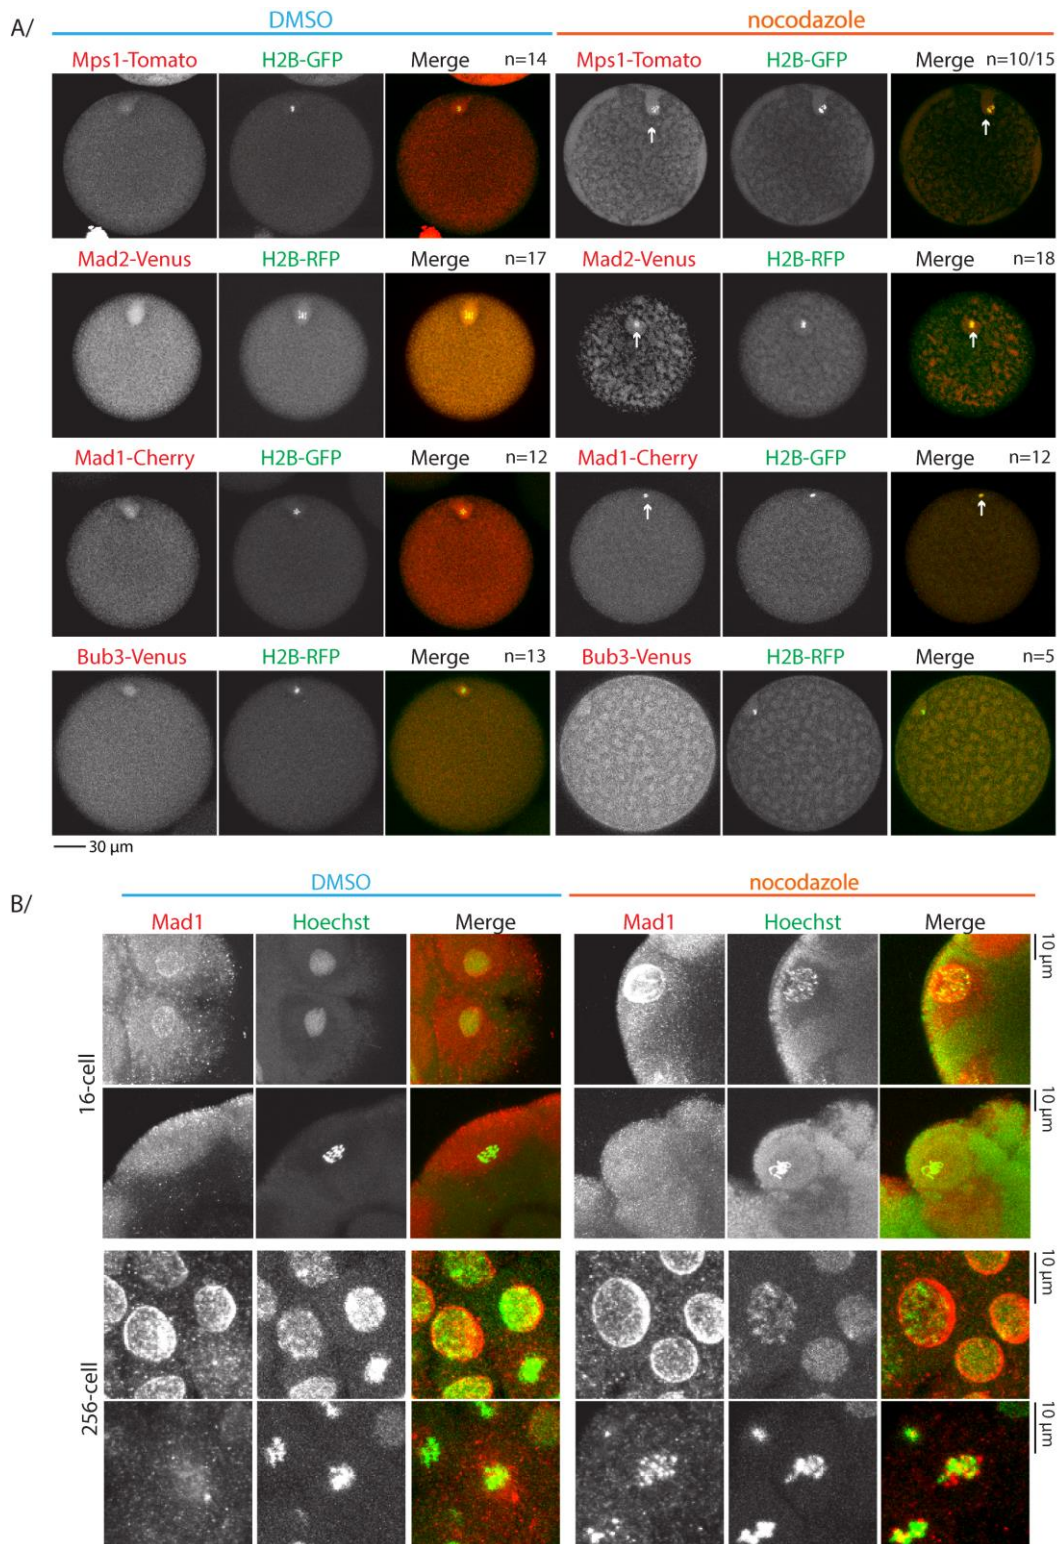 A/
DMSO nocodazole
Mps1-Tomato H2B-GFP Merge n=14 Mps1-Tomato H2B-GFP Merge n=10/15
Mad2-Venus H2B-RFP Merge n=17 Mad2-Venus H2B-RFP Merge n=18
Mad1-Cherry H2B-GFP Merge n=12 Mad1-Cherry H2B-GFP Merge n=12
Bub3-Venus H2B-RFP Merge n=13 Bub3-Venus H2B-RFP Merge n=5
30 µm
B/
DMSO nocodazole
Mad1 Hoechst Merge Mad1 Hoechst Merge
16-cell
10 µm
10 µm
256-cell
10 µm
10 µm